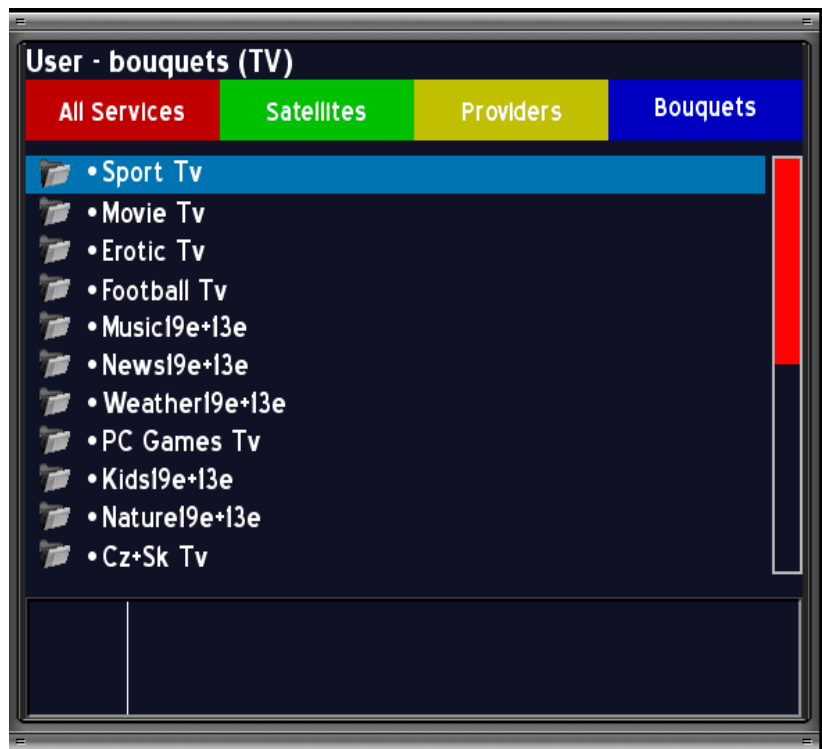 User - bouquets (TV)
All Services Satellites Providers Bouquets
•Sport Tv
•Movie Tv
•Erotic Tv
•Football Tv
•Music19e+13e
•News19e+13e
•Weather19e+13e
•PC Games Tv
•Kids19e+13e
•Nature19e+13e
•Cz+Sk Tv